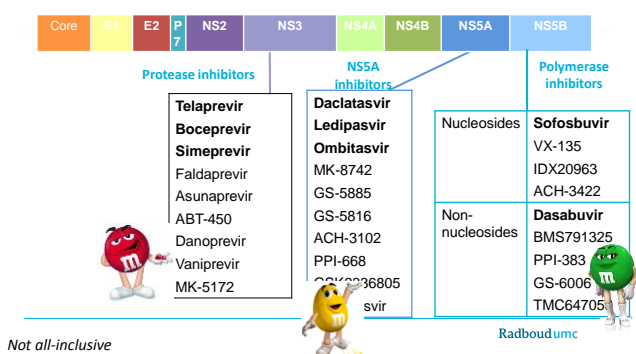 Core E1 E2 P7 NS2 NS3 NS4A NS4B NS5A NS5B
Protease inhibitors
NS5A
inhibitors
Polymerase
inhibitors
Telaprevir
Boceprevir
Simeprevir
Faldaprevir
Asunaprevir
ABT-450
Danoprevir
Vaniprevir
MK-5172
Daclatasvir
Ledipasvir
Ombitasvir
MK-8742
GS-5885
GS-5816
ACH-3102
PPI-668
svir
Nucleosides
Sofosbuvir
VX-135
IDX20963
ACH-3422
Non-
nucleosides
Dasabuvir
BMS791325
PPI-383
GS-6006
TMC64705
m
m
m
Radboudumc
Not all-inclusive